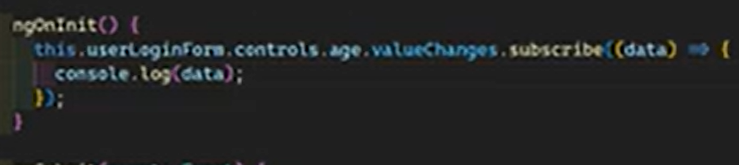 ngOnInit() {
this.userLoginForm.controls.age.valueChanges.subscribe((data) => {
console.log(data);
});
}